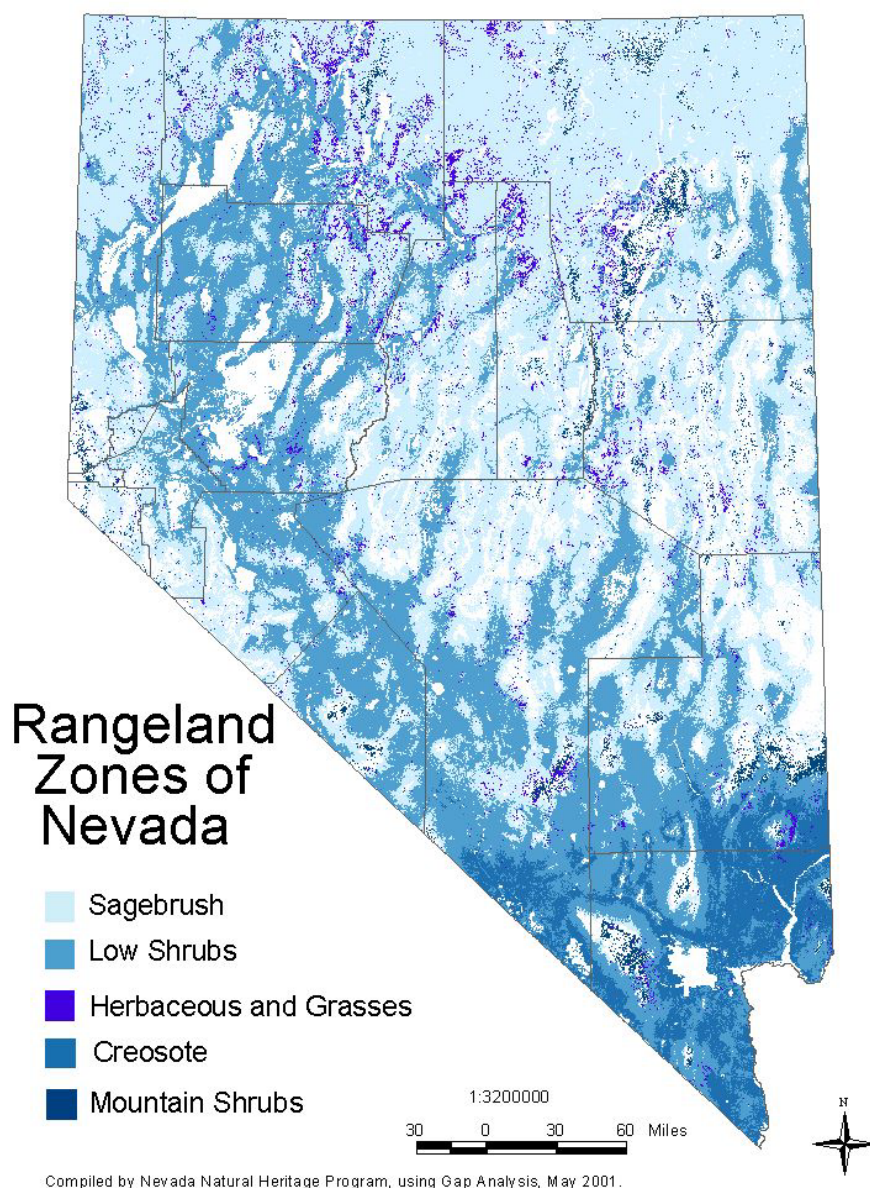 Rangeland
Zones of
Nevada
Sagebrush
Low Shrubs
Herbaceous and Grasses
Creosote
Mountain Shrubs
1:3200000
30 0 30 60 Miles
N
Compiled by Nevada Natural Heritage Program, using Gap Analysis, May 2001.